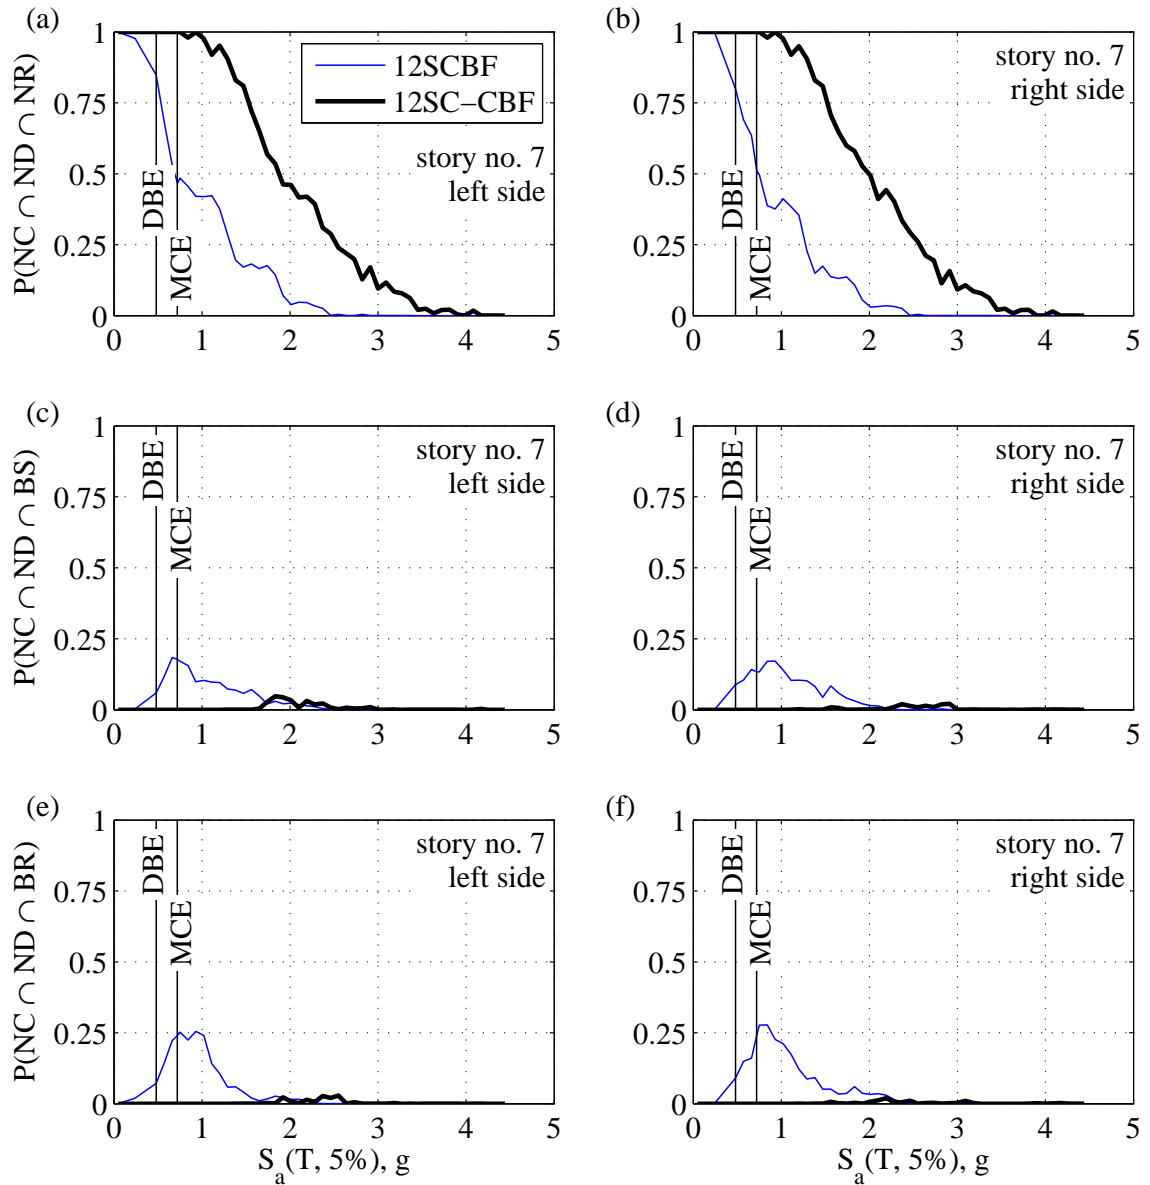 (a)
P(NC ∩ ND ∩ NR)
1
0.75
0.5
0.25
0
0 1 2 3 4 5
12SCBF
12SC−CBF
story no. 7
left side
DBE
MCE
(b)
1
0.75
0.5
0.25
0
0 1 2 3 4 5
story no. 7
right side
DBE
MCE
(c)
P(NC ∩ ND ∩ BS)
1
0.75
0.5
0.25
0
0 1 2 3 4 5
story no. 7
left side
DBE
MCE
(d)
1
0.75
0.5
0.25
0
0 1 2 3 4 5
story no. 7
right side
DBE
MCE
(e)
P(NC ∩ ND ∩ BR)
1
0.75
0.5
0.25
0
0 1 2 3 4 5
story no. 7
left side
DBE
MCE
S_a(T, 5%), g
(f)
1
0.75
0.5
0.25
0
0 1 2 3 4 5
story no. 7
right side
DBE
MCE
S_a(T, 5%), g